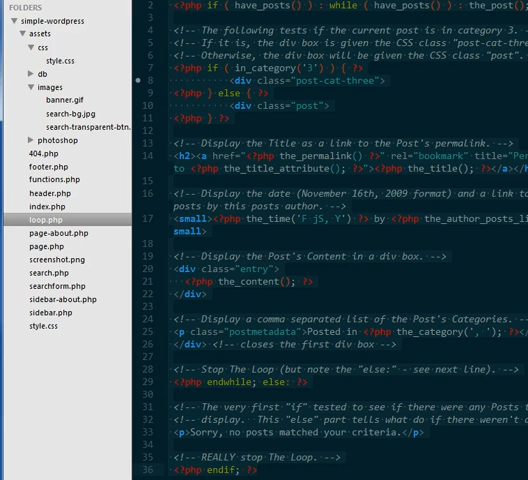 FOLDERS
simple-wordpress
assets
css
style.css
db
images
banner.gif
search-bg.jpg
search-transparent-btn.
photoshop
404.php
footer.php
functions.php
header.php
index.php
loop.php
page-about.php
page.php
screenshot.png
search.php
searchform.php
sidebar-about.php
sidebar.php
style.css
2 <?php if ( have_posts() ) : while ( have_posts() ) : the_post();
3
4 <!-- The following tests if the current post is in category 3.
5 <!-- If it is, the div box is given the CSS class "post-cat-three
6 <!-- Otherwise, the div box will be given the CSS class "post".
7 <?php if ( in_category('3') ) { ?>
8 <div class="post-cat-three">
9 <?php } else { ?>
10 <div class="post">
11 <?php } ?>
12
13 <!-- Display the Title as a link to the Post's permalink. -->
14 <h2><a href="<?php the_permalink() ?>" rel="bookmark" title="Per
to <?php the_title_attribute(); ?>"><?php the_title(); ?></a></h
15
16 <!-- Display the date (November 16th, 2009 format) and a link to
posts by this posts author. -->
17 <small><?php the_time('F jS, Y') ?> by <?php the_author_posts_li
small>
18
19 <!-- Display the Post's Content in a div box. -->
20 <div class="entry">
21 <?php the_content(); ?>
22 </div>
23
24 <!-- Display a comma separated list of the Post's Categories. --
25 <p class="postmetadata">Posted in <?php the_category(', '); ?></
26 </div> <!-- closes the first div box -->
27
28 <!-- Stop The Loop (but note the "else:" - see next line). -->
29 <?php endwhile; else: ?>
30
31 <!-- The very first "if" tested to see if there were any Posts t
32 <!-- display. This "else" part tells what do if there weren't a
33 <p>Sorry, no posts matched your criteria.</p>
34
35 <!-- REALLY stop The Loop. -->
36 <?php endif; ?>